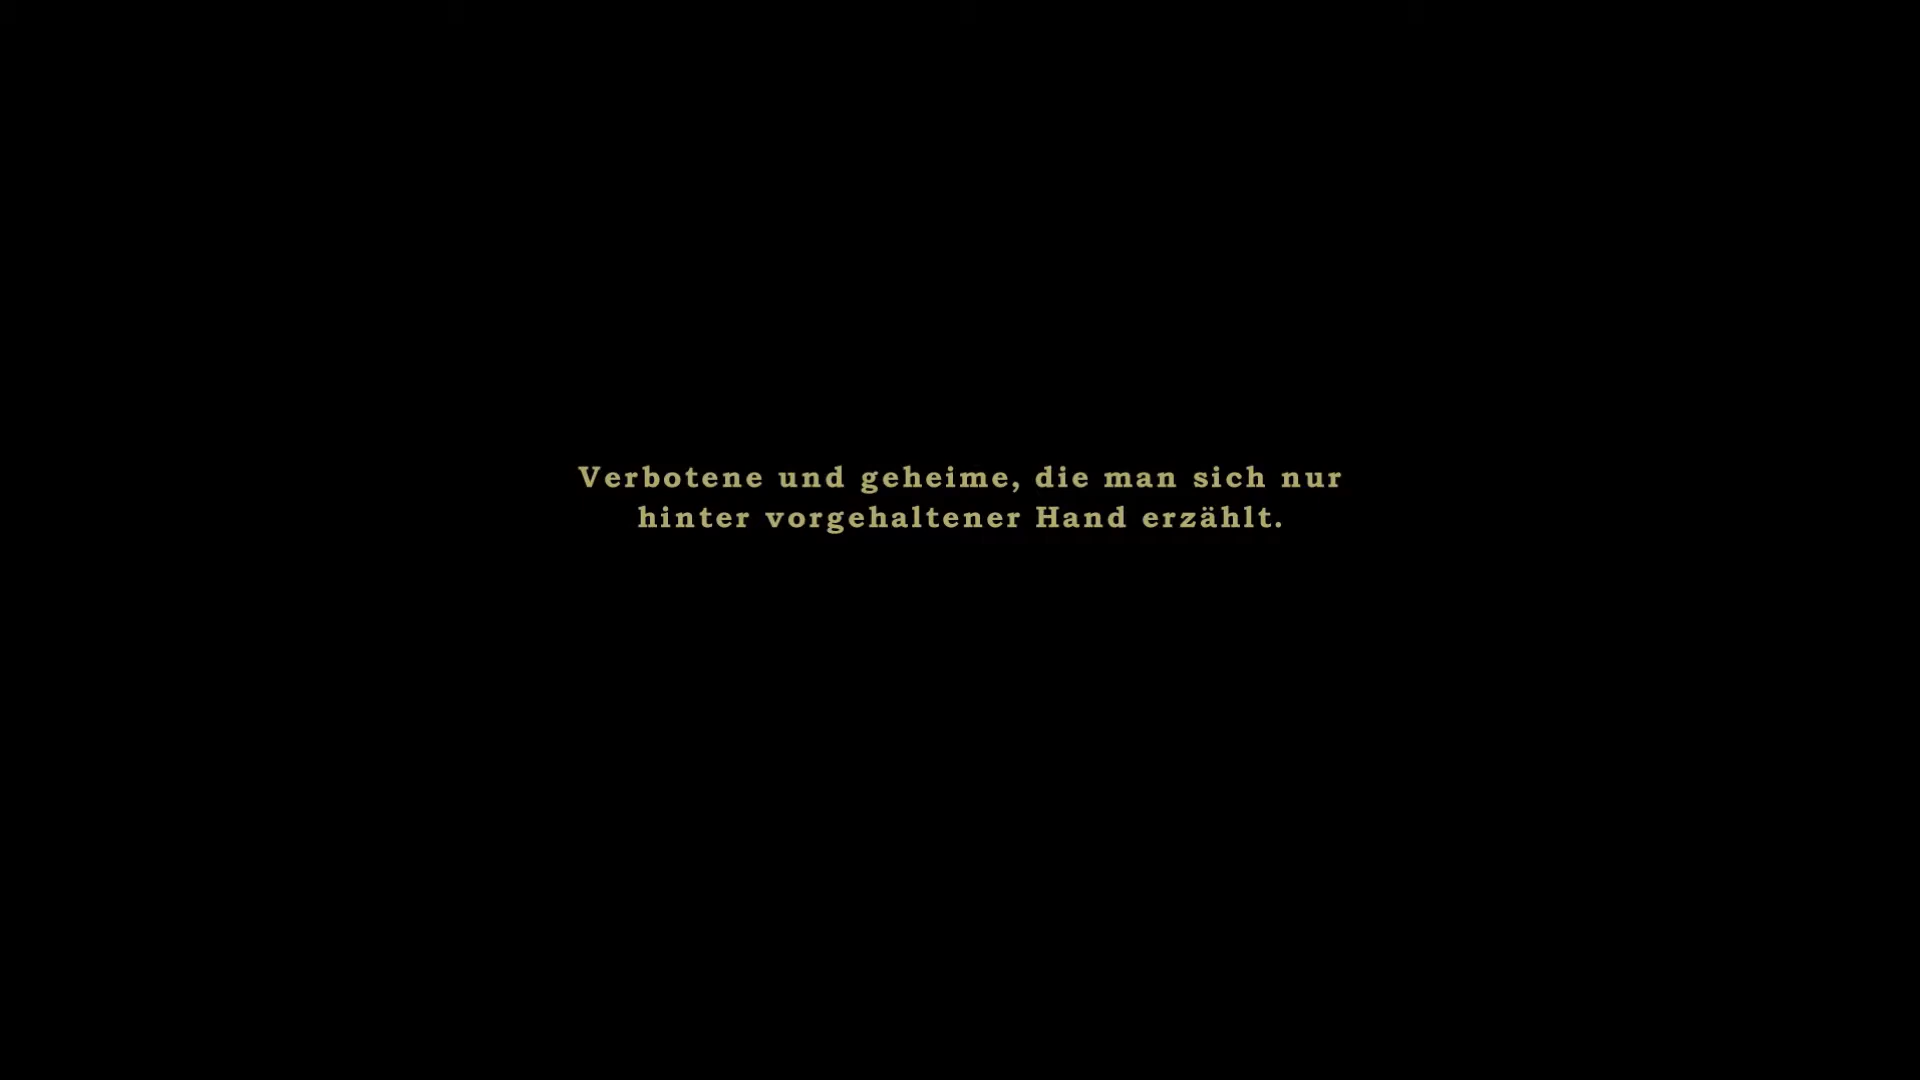 Verbotene und geheime, die man sich nur
hinter vorgehaltener Hand erzählt.